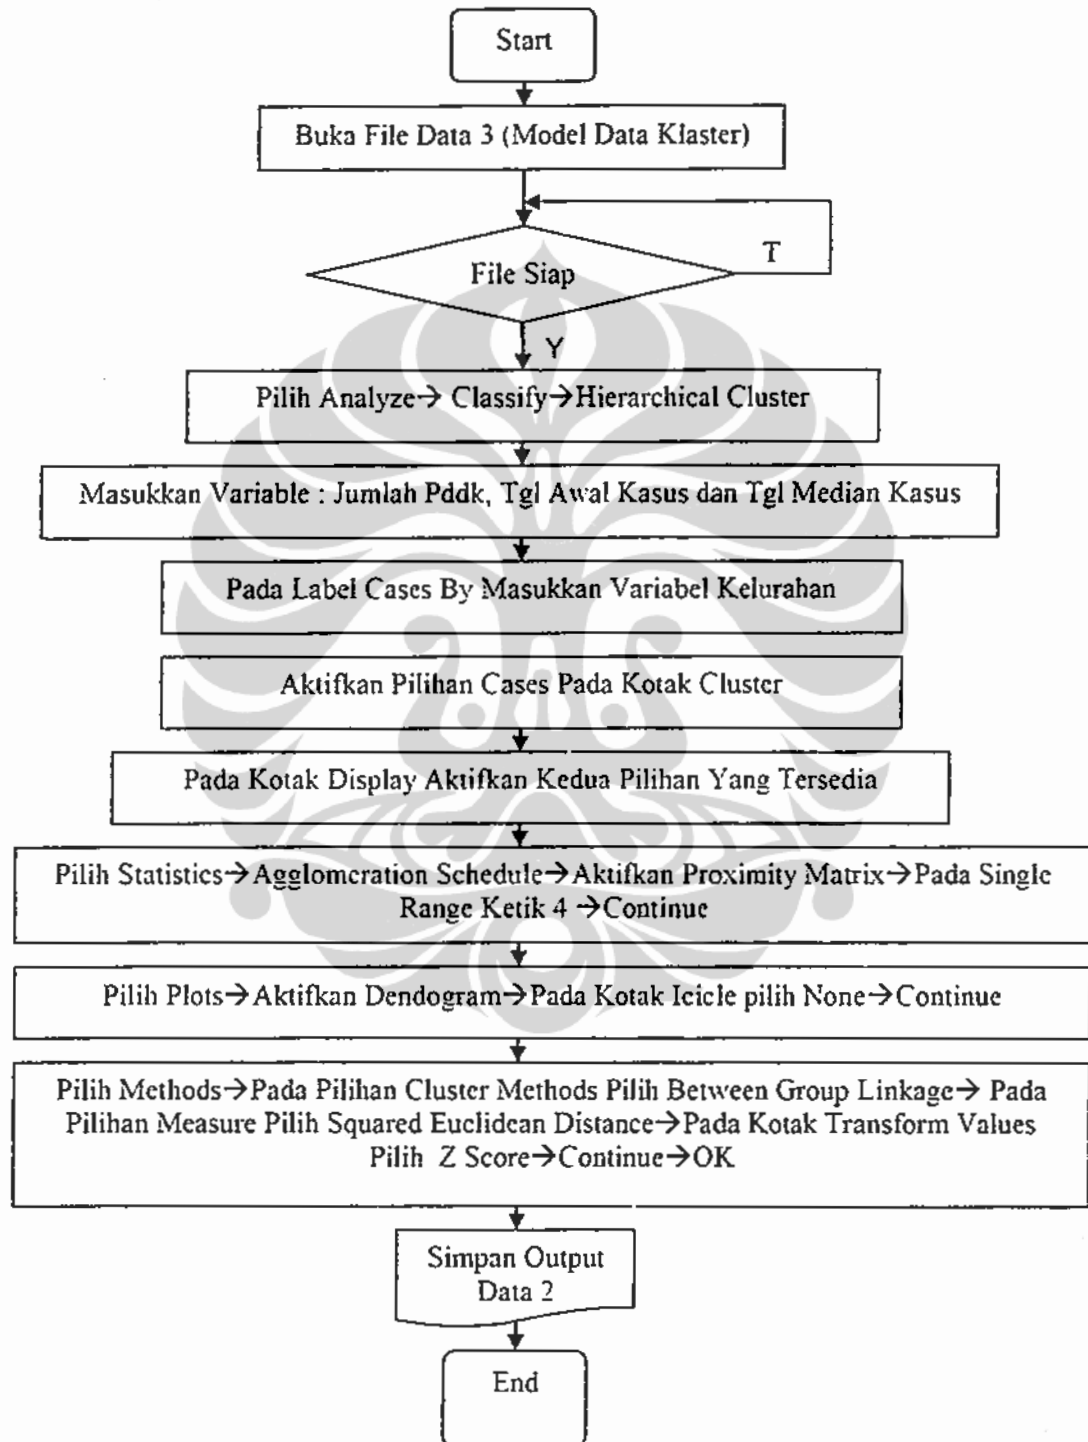 Start
Buka File Data 3 (Model Data Klaster)
T
File Siap
Y
Pilih Analyze→ Classify→Hierarchical Cluster
Masukkan Variable : Jumlah Pddk, Tgl Awal Kasus dan Tgl Median Kasus
Pada Label Cases By Masukkan Variabel Kelurahan
Aktifkan Pilihan Cases Pada Kotak Cluster
Pada Kotak Display Aktifkan Kedua Pilihan Yang Tersedia
Pilih Statistics→Agglomeration Schedule→Aktifkan Proximity Matrix→Pada Single
Range Ketik 4 →Continue
Pilih Plots→Aktifkan Dendogram→Pada Kotak Icicle pilih None→Continue
Pilih Methods→Pada Pilihan Cluster Methods Pilih Between Group Linkage→ Pada
Pilihan Measure Pilih Squared Euclidean Distance→Pada Kotak Transform Values
Pilih Z Score→Continue→OK
Simpan Output
Data 2
End